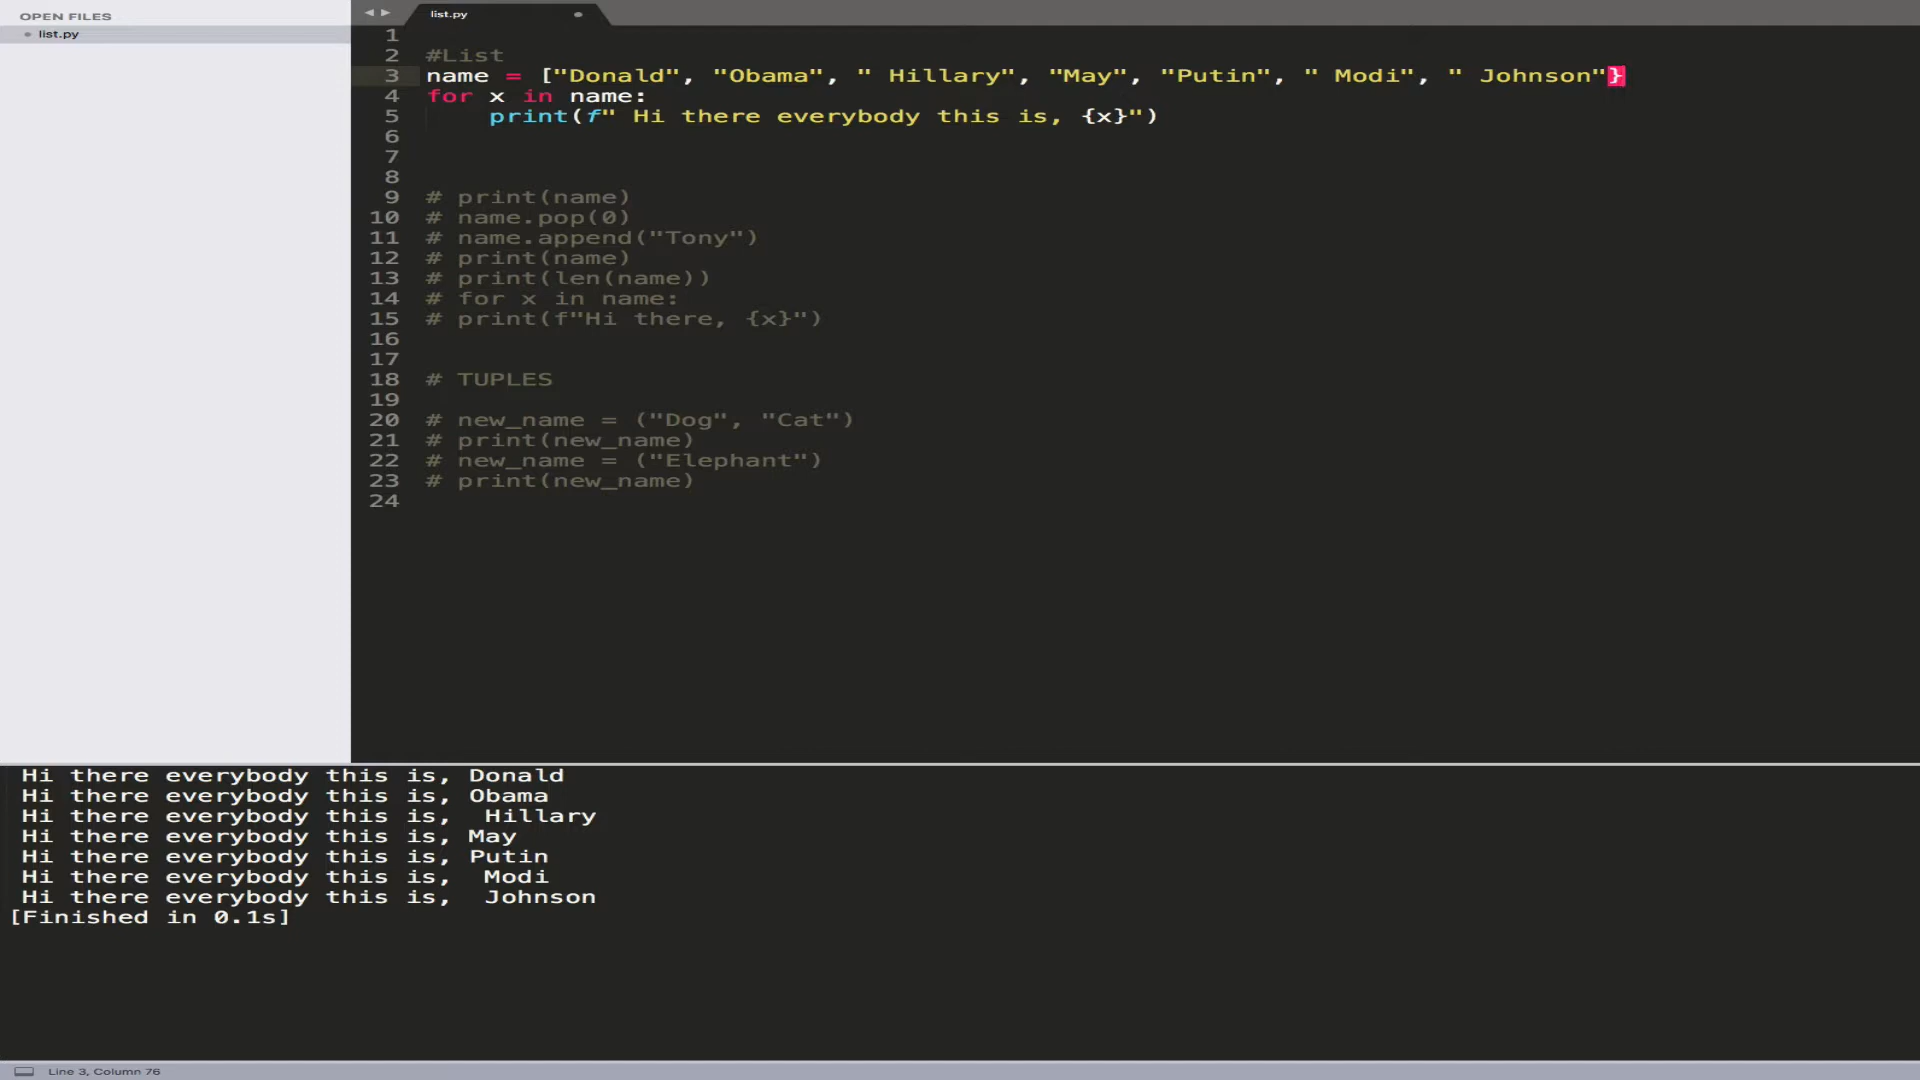 OPEN FILES
list.py
list.py
1
2 #List
3 name = ["Donald", "Obama", " Hillary", "May", "Putin", " Modi", " Johnson"}
4 for x in name:
5     print(f" Hi there everybody this is, {x}")
6
7
8
9 # print(name)
10 # name.pop(0)
11 # name.append("Tony")
12 # print(name)
13 # print(len(name))
14 # for x in name:
15 # print(f"Hi there, {x}")
16
17
18 # TUPLES
19
20 # new_name = ("Dog", "Cat")
21 # print(new_name)
22 # new_name = ("Elephant")
23 # print(new_name)
24
Hi there everybody this is, Donald
Hi there everybody this is, Obama
Hi there everybody this is,  Hillary
Hi there everybody this is, May
Hi there everybody this is, Putin
Hi there everybody this is,  Modi
Hi there everybody this is,  Johnson
[Finished in 0.1s]
Line 3, Column 76